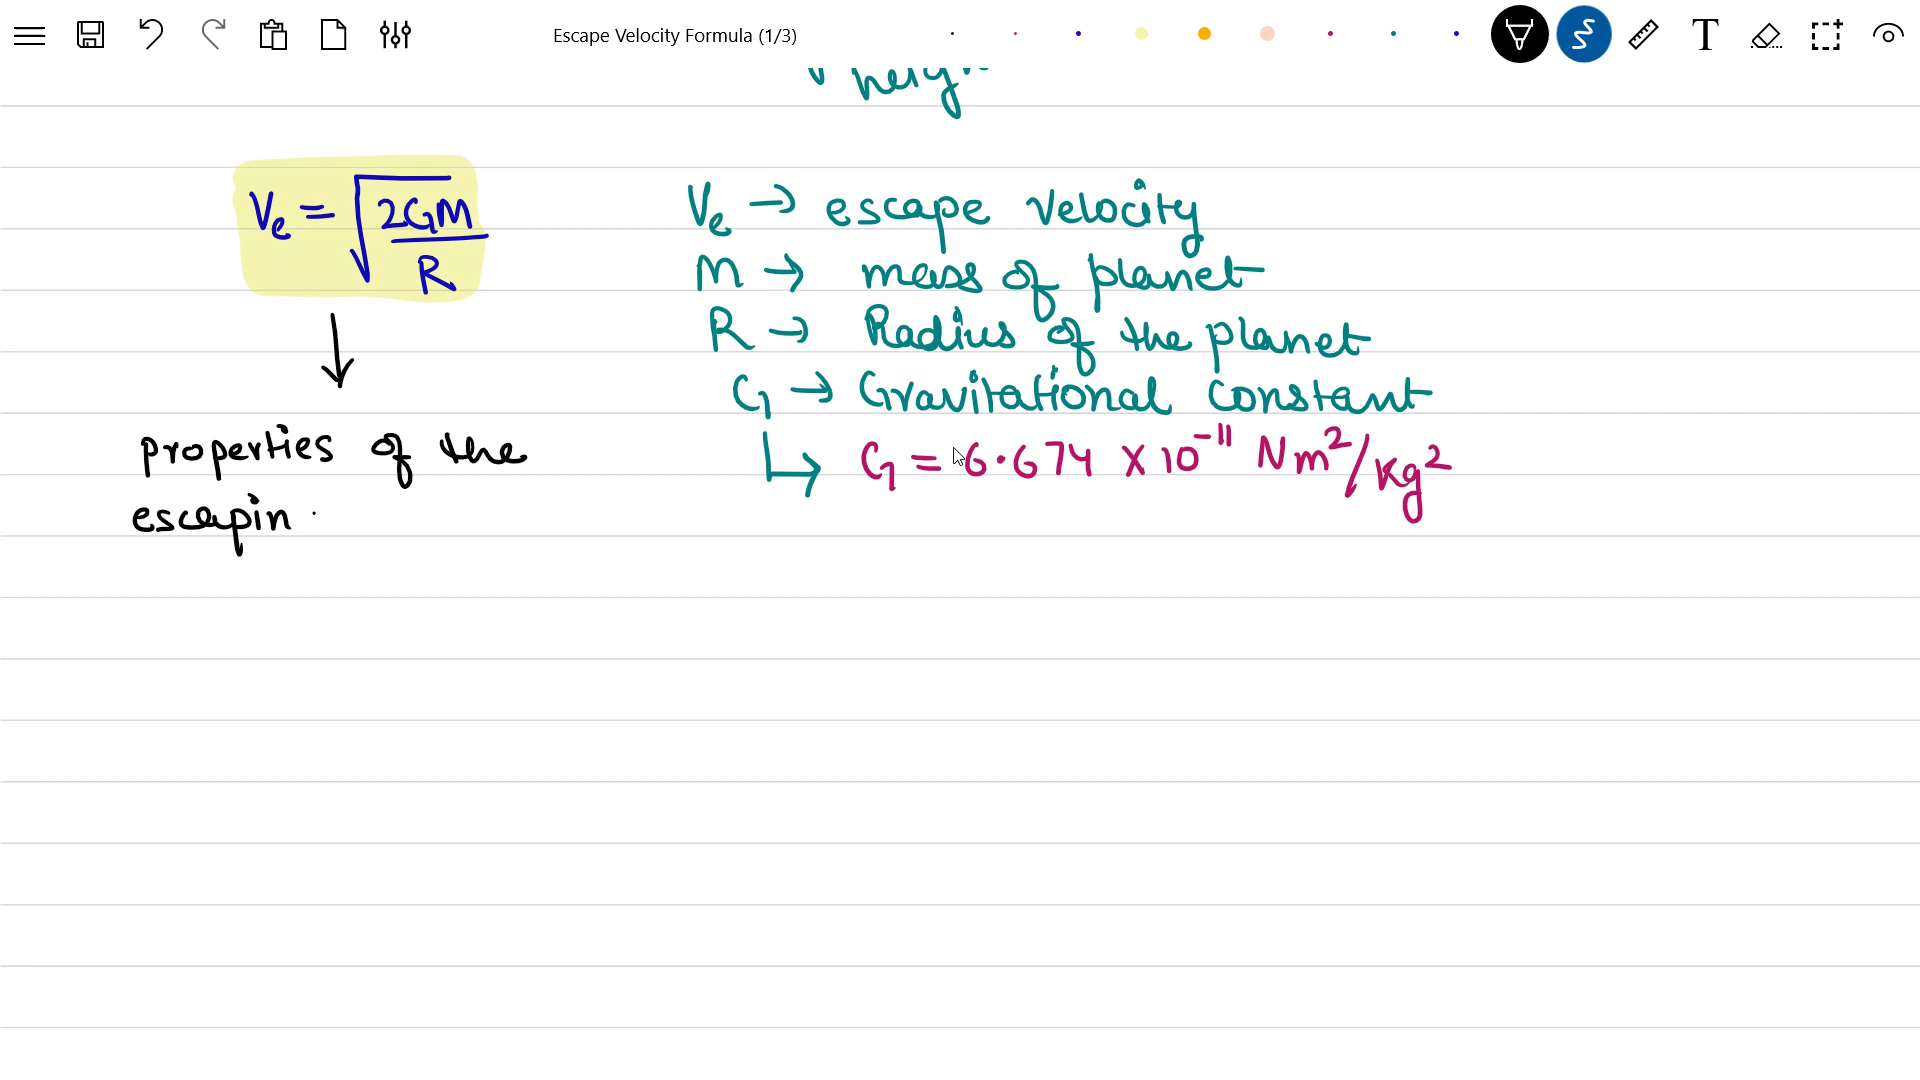 Escape Velocity Formula (1/3)
T
Ve = √(2GM/R)
Ve → escape velocity
M → mass of planet
R → Radius of the planet
G → Gravitational constant
↳ G = 6.674 × 10⁻¹¹ Nm²/kg²
↓
properties of the
escapin